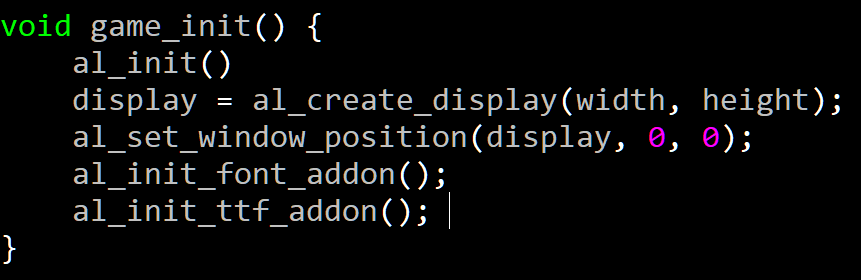 void game_init() {
    al_init()
    display = al_create_display(width, height);
    al_set_window_position(display, 0, 0);
    al_init_font_addon();
    al_init_ttf_addon();
}